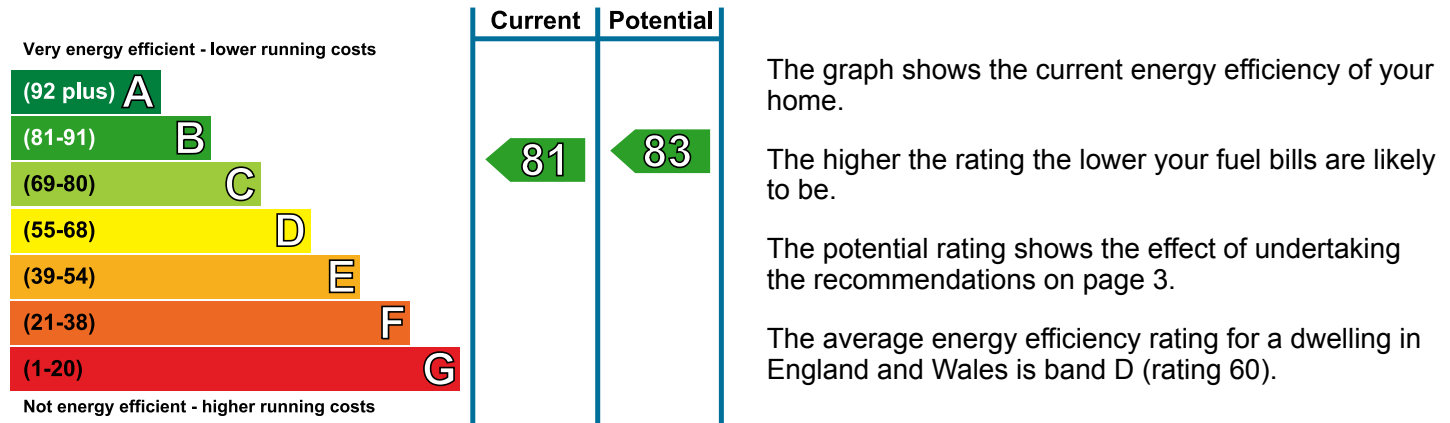 Current Potential
Very energy efficient - lower running costs
(92 plus) A
(81-91) B
(69-80) C
(55-68) D
(39-54) E
(21-38) F
(1-20) G
Not energy efficient - higher running costs
81 83
The graph shows the current energy efficiency of your
home.
The higher the rating the lower your fuel bills are likely
to be.
The potential rating shows the effect of undertaking
the recommendations on page 3.
The average energy efficiency rating for a dwelling in
England and Wales is band D (rating 60).